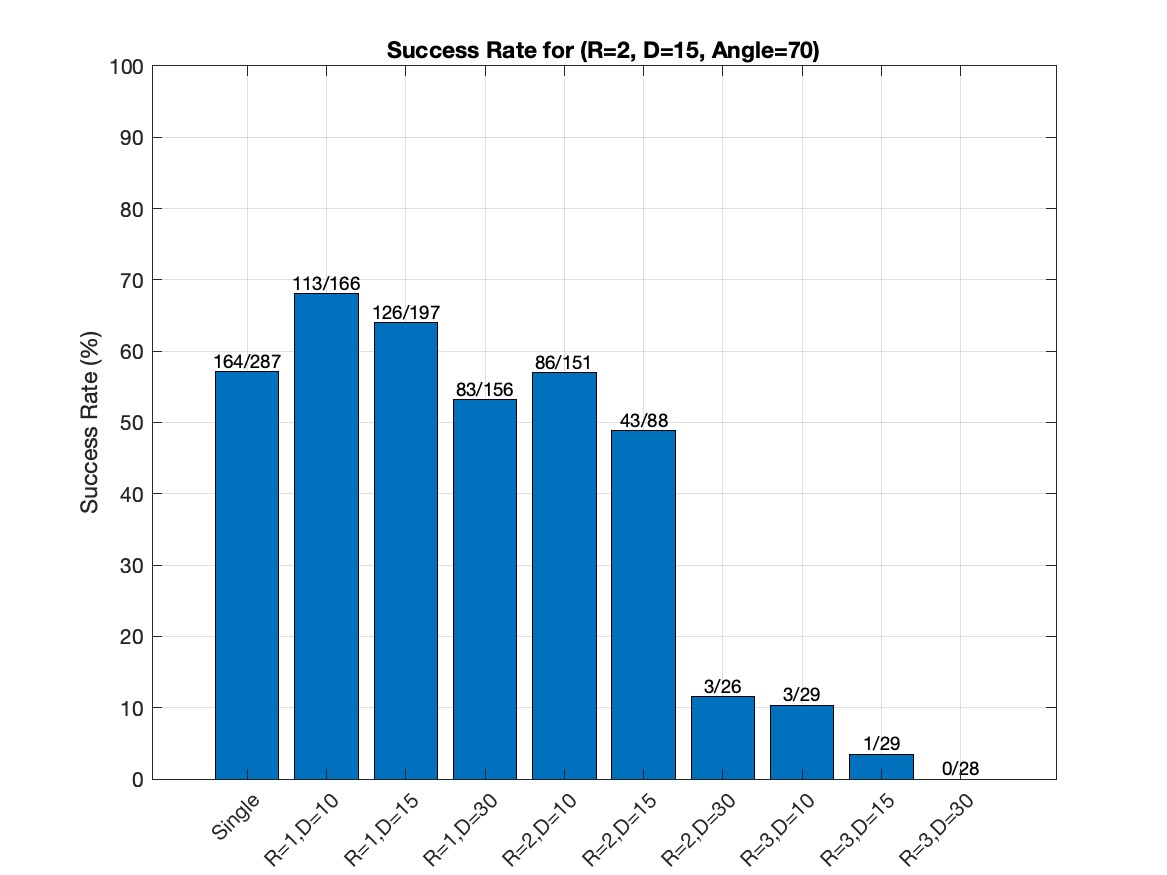 Success Rate for (R=2, D=15, Angle=70)
Success Rate (%)
100
90
80
70
60
50
40
30
20
10
0
164/287
113/166
126/197
83/156
86/151
43/88
3/26
3/29
1/29
0/28
Single
R=1,D=10
R=1,D=15
R=1,D=30
R=2,D=10
R=2,D=15
R=2,D=30
R=3,D=10
R=3,D=15
R=3,D=30